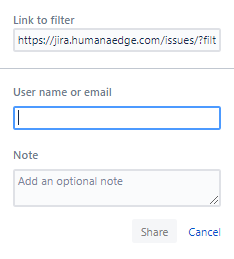 Link to filter
https://jira.humanaedge.com/issues/?filt
User name or email
Note
Add an optional note
Share Cancel